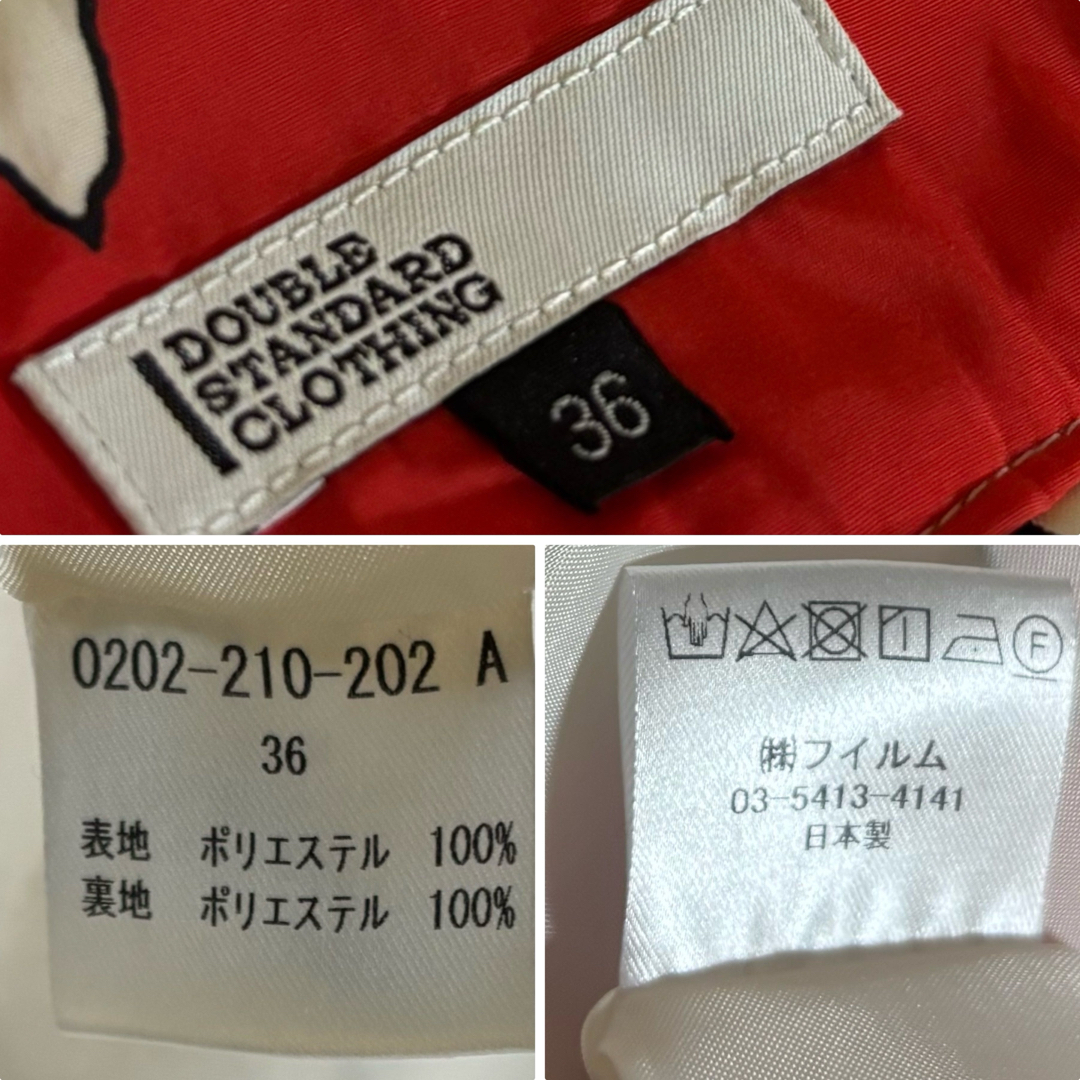 DOUBLE
STANDARD
CLOTHING
36
0202-210-202 A
36
表地 ポリエステル 100%
裏地 ポリエステル 100%
F
㈱フイルム
03-5413-4141
日本製